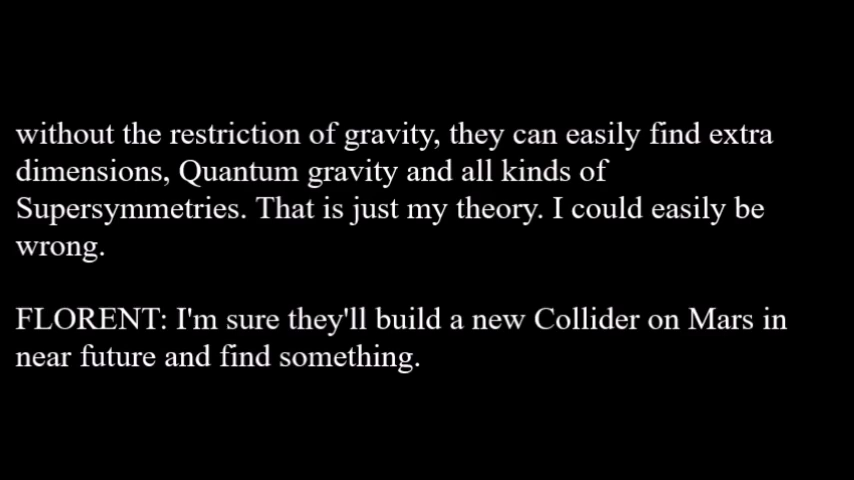 without the restriction of gravity, they can easily find extra
dimensions, Quantum gravity and all kinds of
Supersymmetries. That is just my theory. I could easily be
wrong.
FLORENT: I'm sure they'll build a new Collider on Mars in
near future and find something.